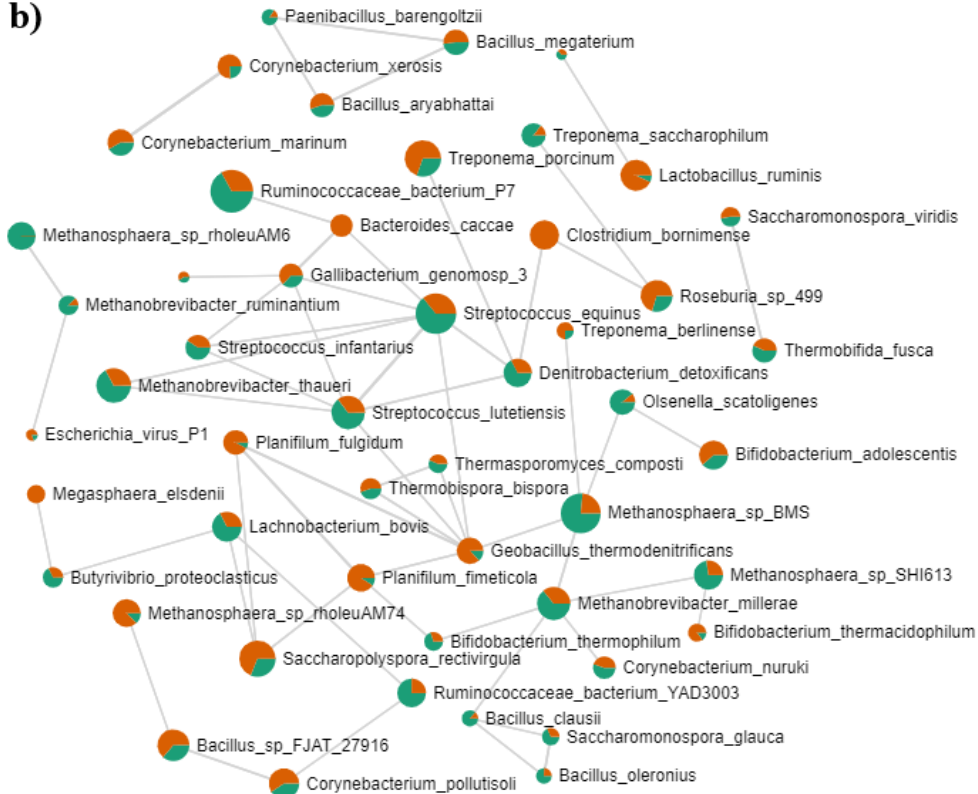 b)
Paenibacillus_barengoltzii
Bacillus_megaterium
Corynebacterium_xerosis
Bacillus_aryabhattai
Treponema_saccharophilum
Corynebacterium_marinum
Treponema_porcinum
Lactobacillus_ruminis
Ruminococcaceae_bacterium_P7
Saccharomonospora_viridis
Bacteroides_caccae
Clostridium_bornimense
Methanosphaera_sp_rholeuAM6
Gallibacterium_genomosp_3
Roseburia_sp_499
Methanobrevibacter_ruminantium
Streptococcus_equinus
Treponema_berlinense
Streptococcus_infantarius
Thermobifida_fusca
Denitrobacterium_detoxificans
Methanobrevibacter_thaueri
Olsenella_scatoligenes
Streptococcus_lutetiensis
Escherichia_virus_P1
Planifilum_fulgidum
Bifidobacterium_adolescentis
Thermasporomyces_composti
Thermobispora_bispora
Megasphaera_elsdenii
Methanosphaera_sp_BMS
Lachnobacterium_bovis
Geobacillus_thermodenitrificans
Methanosphaera_sp_SHI613
Butyrivibrio_proteoclasticus
Planifilum_fimeticola
Methanobrevibacter_millerae
Methanosphaera_sp_rholeuAM74
Bifidobacterium_thermacidophilum
Bifidobacterium_thermophilum
Saccharopolyspora_rectivirgula
Corynebacterium_nuruki
Ruminococcaceae_bacterium_YAD3003
Bacillus_clausii
Saccharomonospora_glauca
Bacillus_sp_FJAT_27916
Bacillus_oleronius
Corynebacterium_pollutisoli